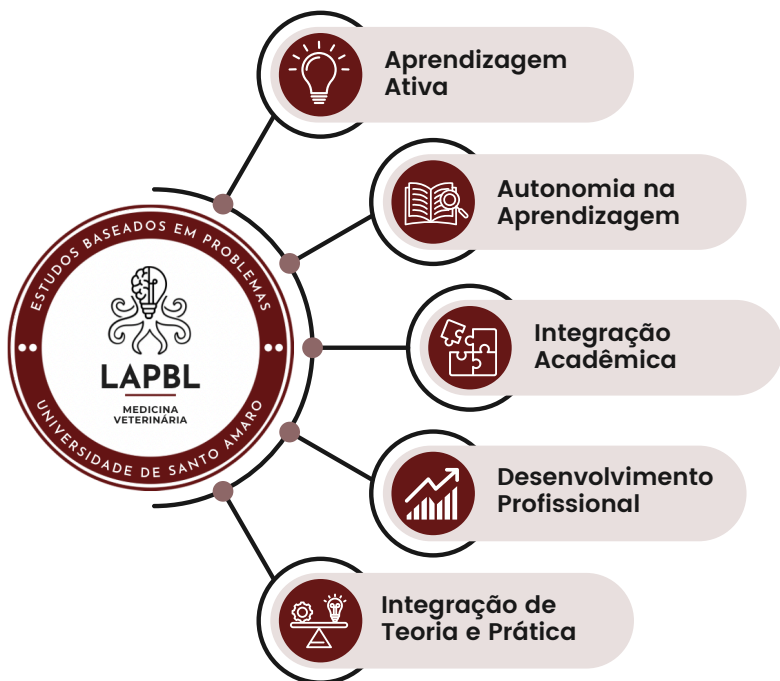 Aprendizagem
Ativa
Autonomia na
Aprendizagem
ESTUDOS BASEADOS EM PROBLEMAS
LAPBL
MEDICINA
VETERINÁRIA
UNIVERSIDADE DE SANTO AMARO
Integração
Acadêmica
Desenvolvimento
Profissional
Integração de
Teoria e Prática